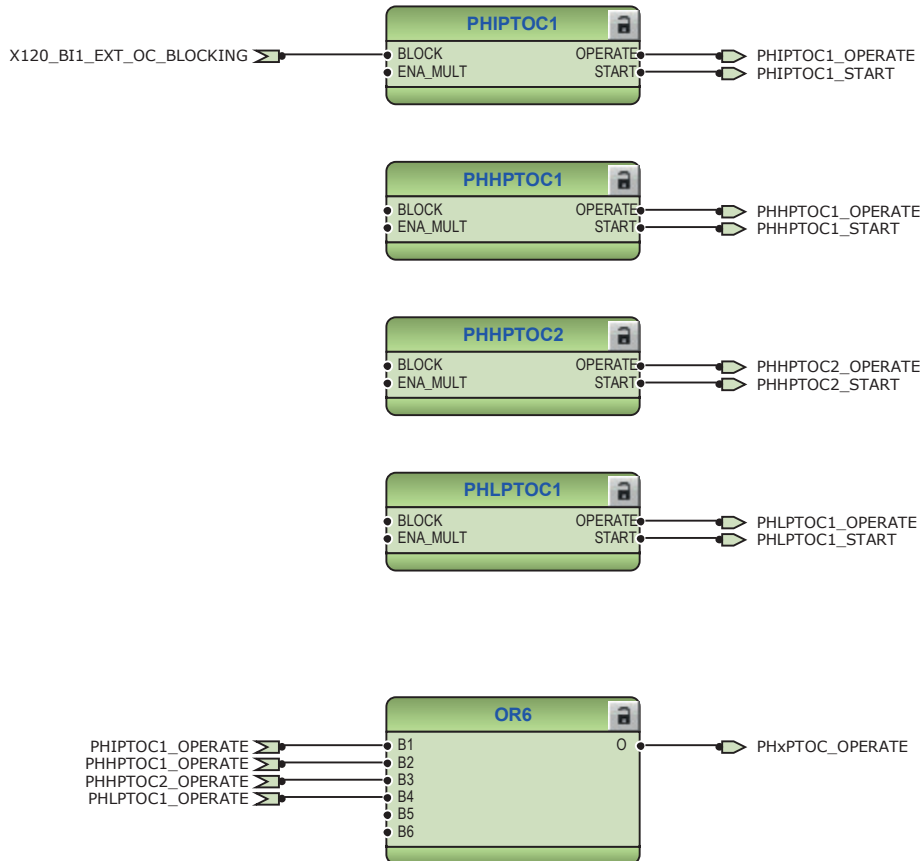 PHIPTOC1
X120_BI1_EXT_OC_BLOCKING
BLOCK
OPERATE
PHIPTOC1_OPERATE
ENA_MULT
START
PHIPTOC1_START
PHHPTOC1
BLOCK
OPERATE
PHHPTOC1_OPERATE
ENA_MULT
START
PHHPTOC1_START
PHHPTOC2
BLOCK
OPERATE
PHHPTOC2_OPERATE
ENA_MULT
START
PHHPTOC2_START
PHLPTOC1
BLOCK
OPERATE
PHLPTOC1_OPERATE
ENA_MULT
START
PHLPTOC1_START
OR6
PHIPTOC1_OPERATE
B1
O
PHxPTOC_OPERATE
PHHPTOC1_OPERATE
B2
PHHPTOC2_OPERATE
B3
PHLPTOC1_OPERATE
B4
B5
B6